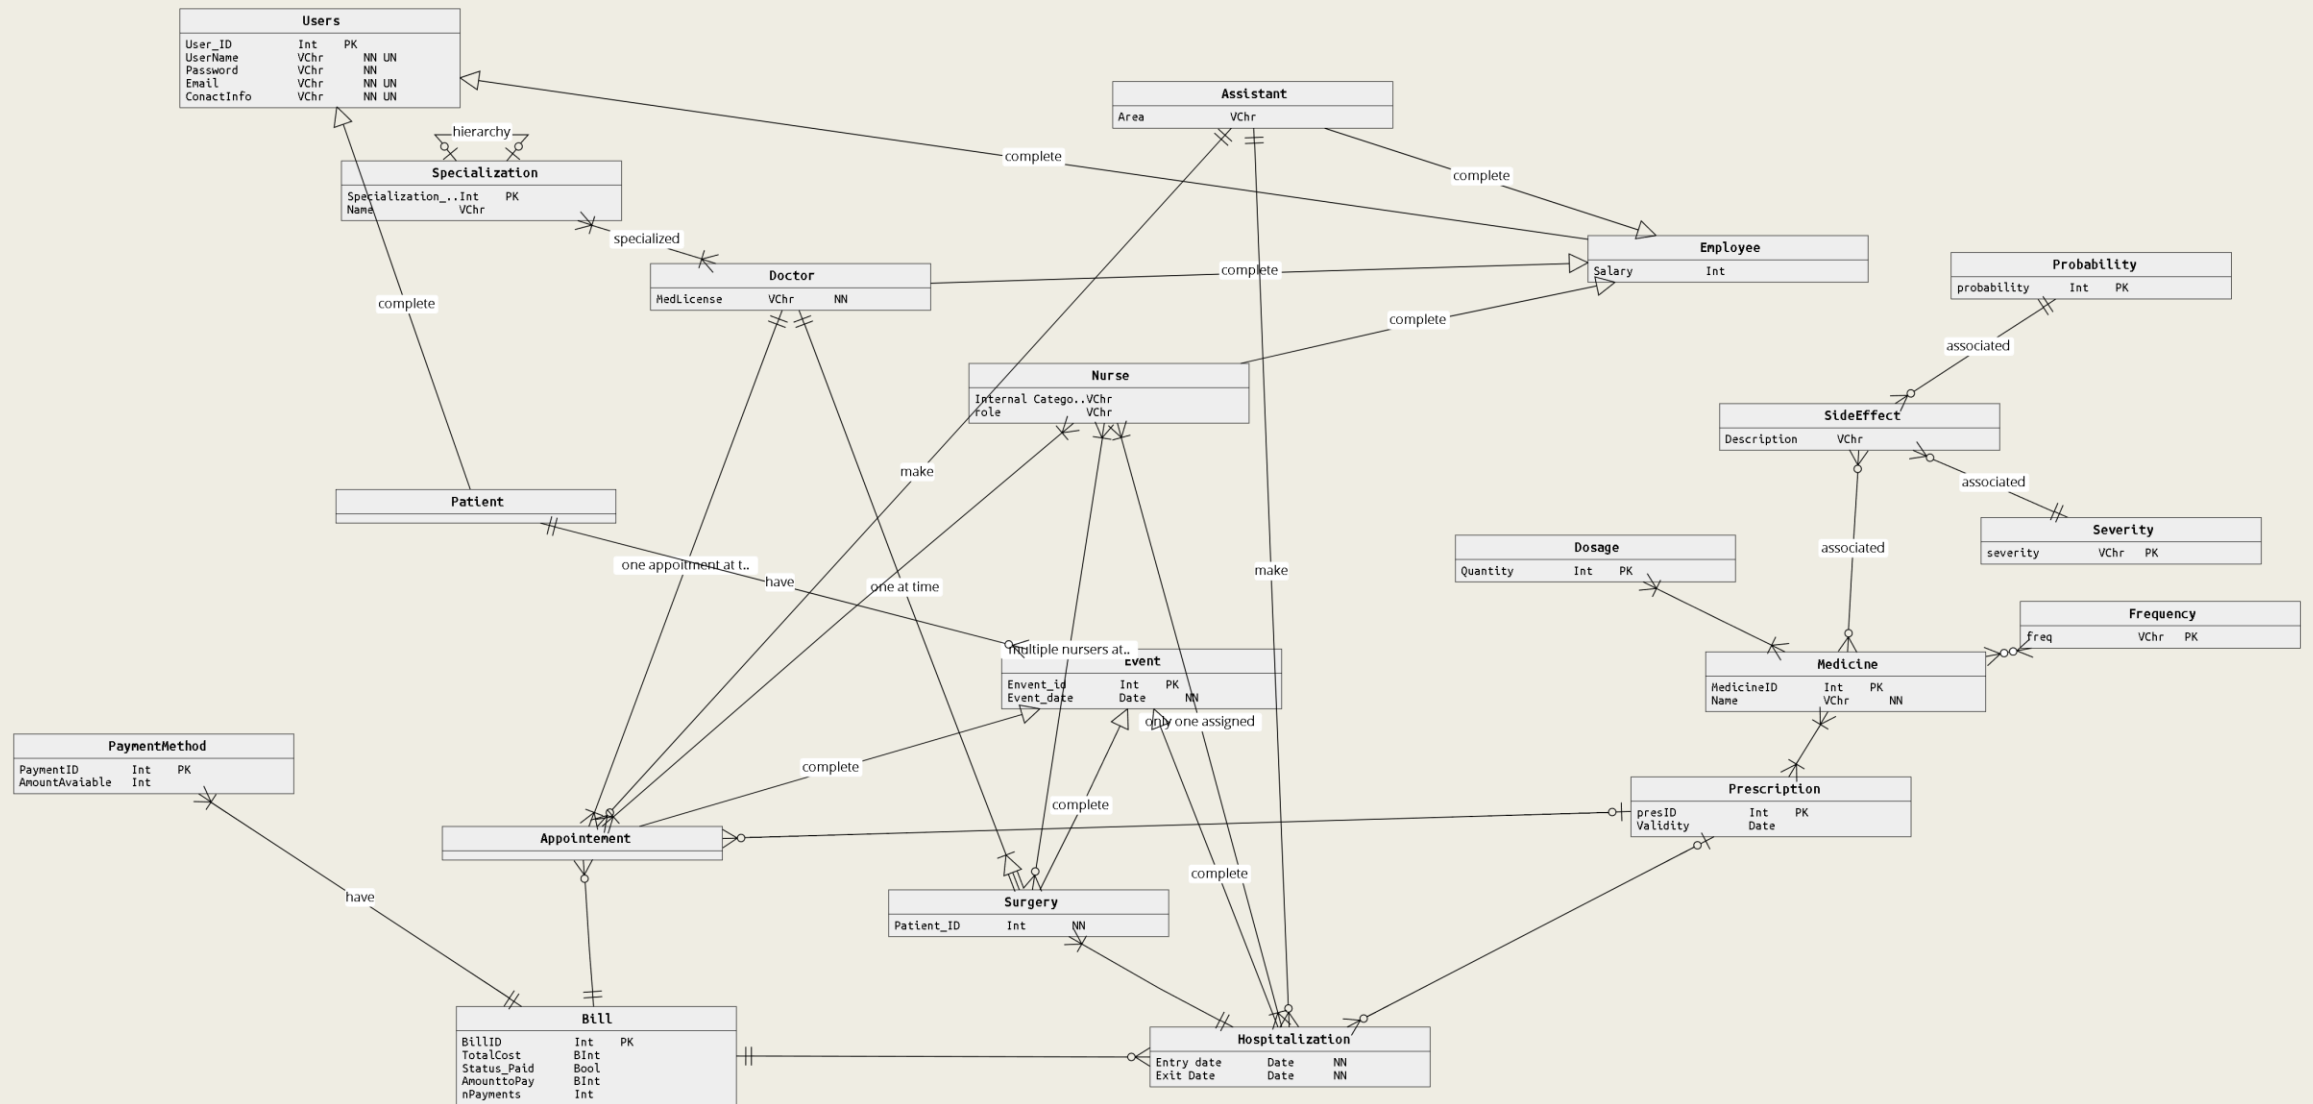 Users
User_ID Int PK
UserName VChr NN UN
Password VChr NN
Email VChr NN UN
ConactInfo VChr NN UN
hierarchy
Specialization
Specialization_.. Int PK
Name VChr
specialized
complete
Assistant
Area VChr
complete
complete
Employee
Salary Int
Doctor
MedLicense VChr NN
complete
complete
Probability
probability Int PK
associated
Nurse
Internal Catego.. VChr
role VChr
SideEffect
Description VChr
make
associated
Patient
Severity
severity VChr PK
Dosage
Quantity Int PK
associated
one appoitment at t..
have
one at time
make
Frequency
freq VChr PK
multiple nursers at..
Event
Envent_id Int PK
Event_date Date NN
only one assigned
Medicine
MedicineID Int PK
Name VChr NN
PaymentMethod
PaymentID Int PK
AmountAvaiable Int
complete
complete
Prescription
presID Int PK
Validity Date
Appointement
complete
have
Surgery
Patient_ID Int NN
Bill
BillID Int PK
TotalCost BInt
Status_Paid Bool
AmounttoPay BInt
nPayments Int
Hospitalization
Entry date Date NN
Exit Date Date NN